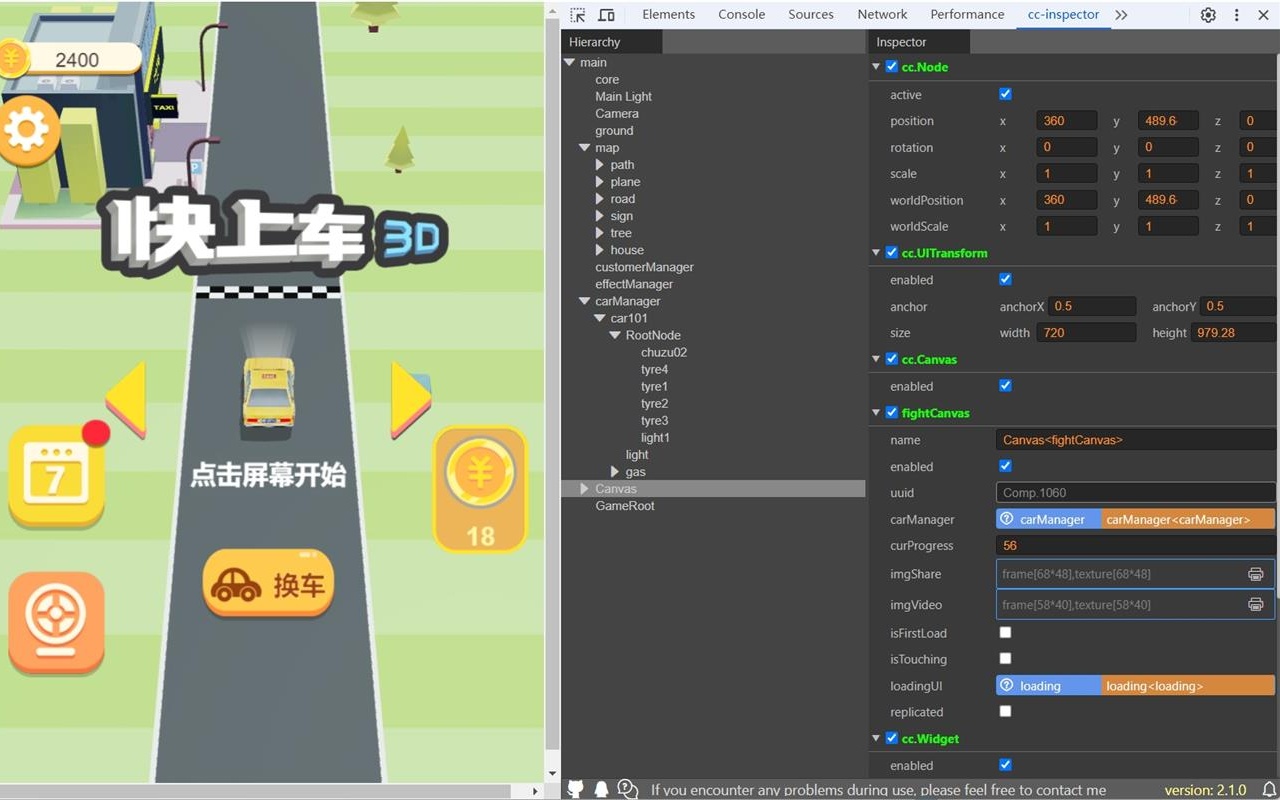 2400
TAXI
快上车3D
点击屏幕开始
7
18
换车
Elements Console Sources Network Performance cc-inspector
Hierarchy
main
core
Main Light
Camera
ground
map
path
plane
road
sign
tree
house
customerManager
effectManager
carManager
car101
RootNode
chuzu02
tyre4
tyre1
tyre2
tyre3
light1
light
gas
Canvas
GameRoot
Inspector
cc.Node
active
position x 360 y 489.6 z 0
rotation x 0 y 0 z 0
scale x 1 y 1 z 1
worldPosition x 360 y 489.6 z 0
worldScale x 1 y 1 z 1
cc.UITransform
enabled
anchor anchorX 0.5 anchorY 0.5
size width 720 height 979.28
cc.Canvas
enabled
fightCanvas
name Canvas<fightCanvas>
enabled
uuid Comp.1060
carManager carManager carManager<carManager>
curProgress 56
imgShare frame[68*48],texture[68*48]
imgVideo frame[58*40],texture[58*40]
isFirstLoad
isTouching
loadingUI loading loading<loading>
replicated
cc.Widget
enabled
If you encounter any problems during use, please feel free to contact me version: 2.1.0